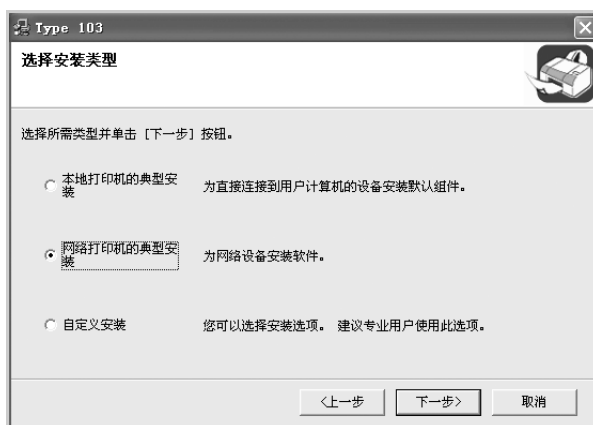 Type 103
选择安装类型
选择所需类型并单击 [下一步] 按钮。
本地打印机的典型安
装
为直接连接到用户计算机的设备安装默认组件。
网络打印机的典型安
装
为网络设备安装软件。
自定义安装
您可以选择安装选项。 建议专业用户使用此选项。
<上一步
下一步>
取消